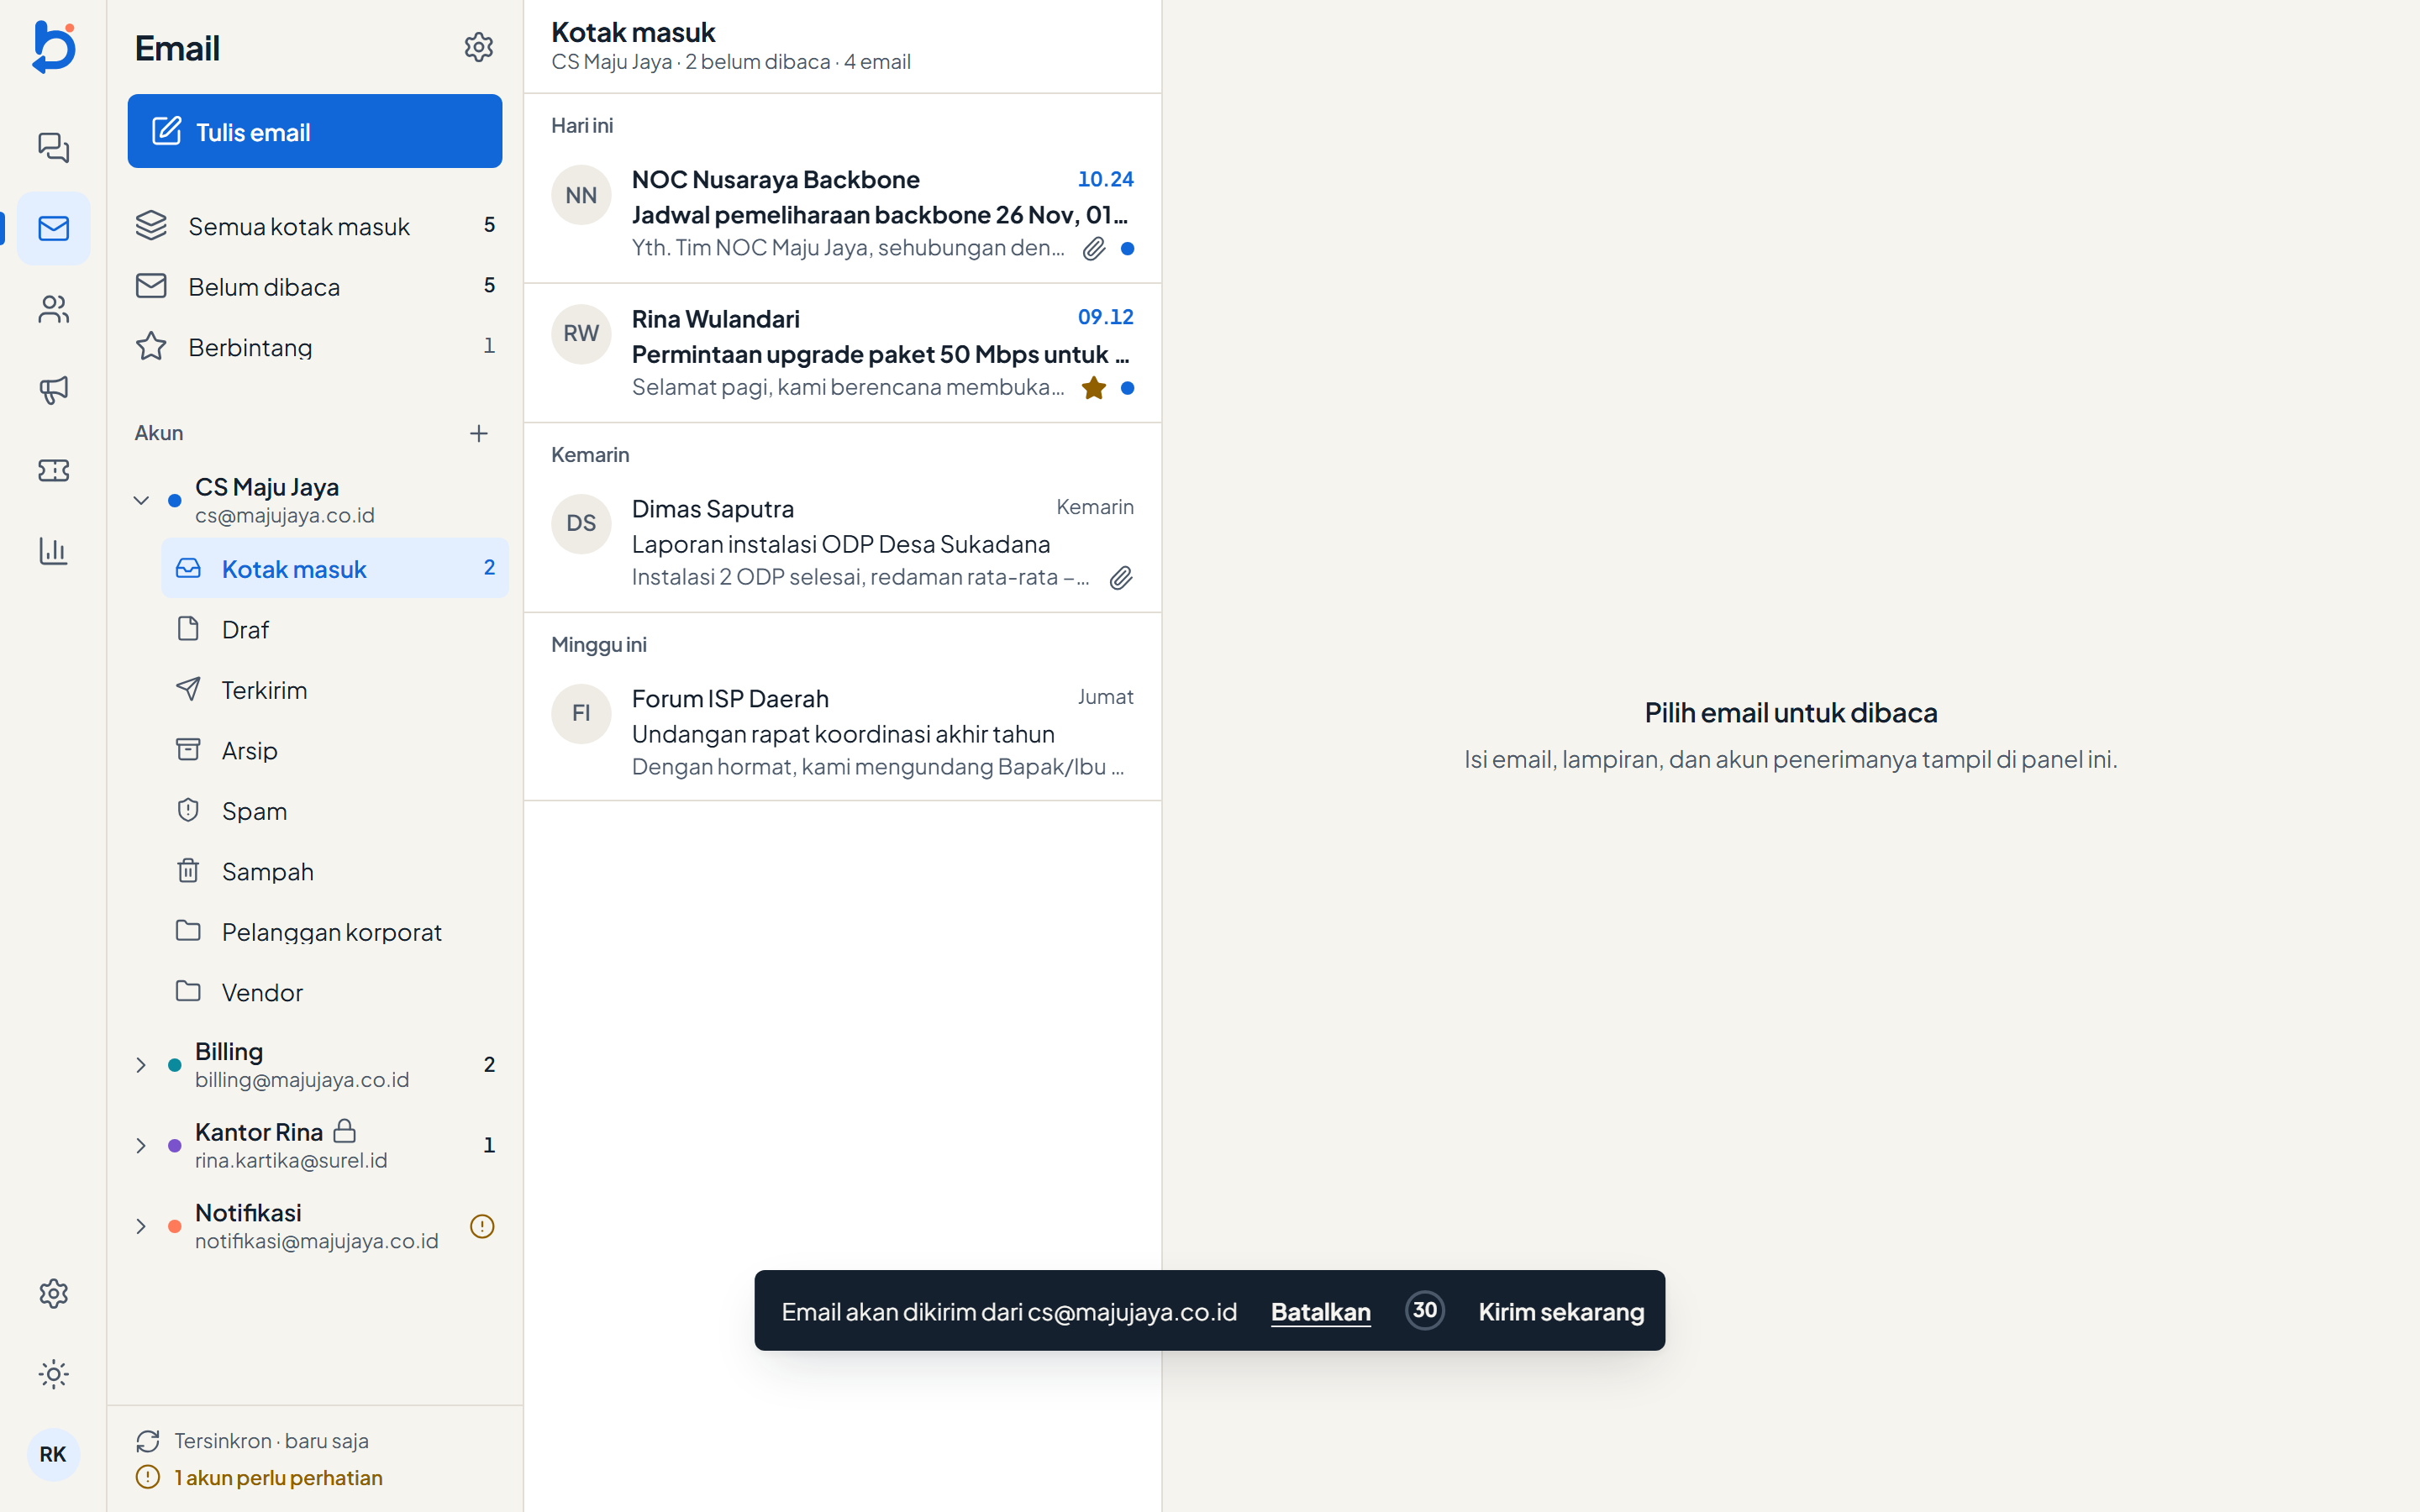 Email
Tulis email
Semua kotak masuk 5
Belum dibaca 5
Berbintang 1
Akun
CS Maju Jaya
cs@majujaya.co.id
Kotak masuk 2
Draf
Terkirim
Arsip
Spam
Sampah
Pelanggan korporat
Vendor
Billing
billing@majujaya.co.id
2
Kantor Rina
rina.kartika@surel.id
1
Notifikasi
notifikasi@majujaya.co.id
RK
Tersinkron · baru saja
1 akun perlu perhatian
Kotak masuk
CS Maju Jaya · 2 belum dibaca · 4 email
Hari ini
NN
NOC Nusaraya Backbone 10.24
Jadwal pemeliharaan backbone 26 Nov, 01...
Yth. Tim NOC Maju Jaya, sehubungan den...
RW
Rina Wulandari 09.12
Permintaan upgrade paket 50 Mbps untuk ...
Selamat pagi, kami berencana membuka...
Kemarin
DS
Dimas Saputra Kemarin
Laporan instalasi ODP Desa Sukadana
Instalasi 2 ODP selesai, redaman rata-rata –...
Minggu ini
FI
Forum ISP Daerah Jumat
Undangan rapat koordinasi akhir tahun
Dengan hormat, kami mengundang Bapak/Ibu ...
Pilih email untuk dibaca
Isi email, lampiran, dan akun penerimanya tampil di panel ini.
Email akan dikirim dari cs@majujaya.co.id Batalkan 30 Kirim sekarang